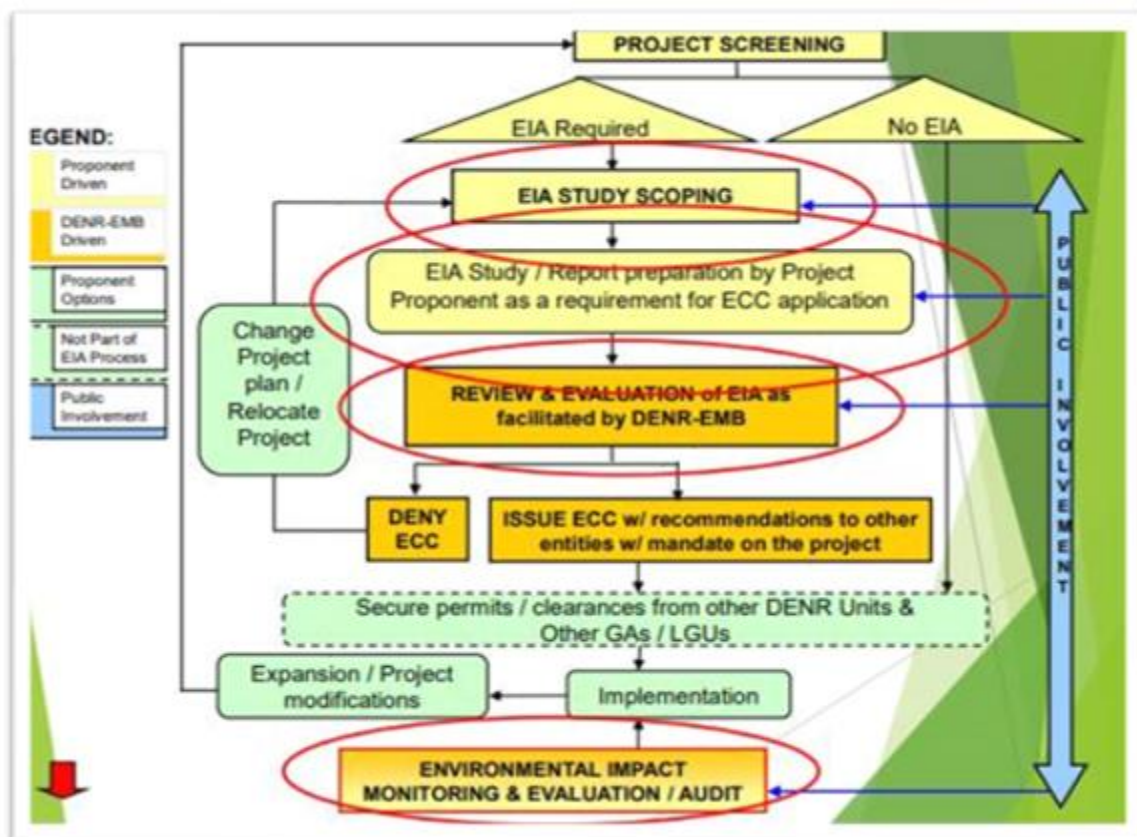 PROJECT SCREENING
EIA Required
No EIA
EGEND:
Proponent
Driven
DENR-EMB
Driven
Proponent
Options
Not Part of
EIA Process
Public
Involvement
EIA STUDY SCOPING
EIA Study / Report preparation by Project
Proponent as a requirement for ECC application
Change
Project
plan /
Relocate
Project
REVIEW & EVALUATION of EIA as
facilitated by DENR-EMB
DENY
ECC
ISSUE ECC w/ recommendations to other
entities w/ mandate on the project
Secure permits / clearances from other DENR Units &
Other GAs / LGUs
Expansion / Project
modifications
Implementation
ENVIRONMENTAL IMPACT
MONITORING & EVALUATION / AUDIT
PUBLIC INVOLVEMENT